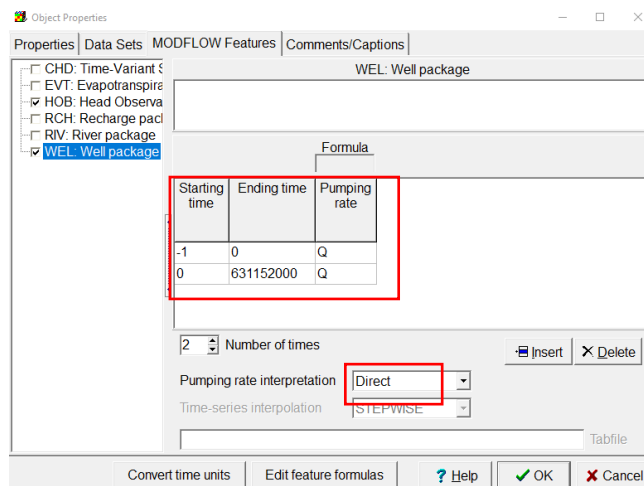 Object Properties
Properties Data Sets MODFLOW Features Comments/Captions
CHD: Time-Variant S
EVT: Evapotranspira
HOB: Head Observa
RCH: Recharge pac
RIV: River package
WEL: Well package
WEL: Well package
Formula
Starting time Ending time Pumping rate
-1 0 Q
0 631152000 Q
2 Number of times
Insert Delete
Pumping rate interpretation Direct
Time-series interpolation STEPWISE
Tabfile
Convert time units Edit feature formulas ? Help OK Cancel